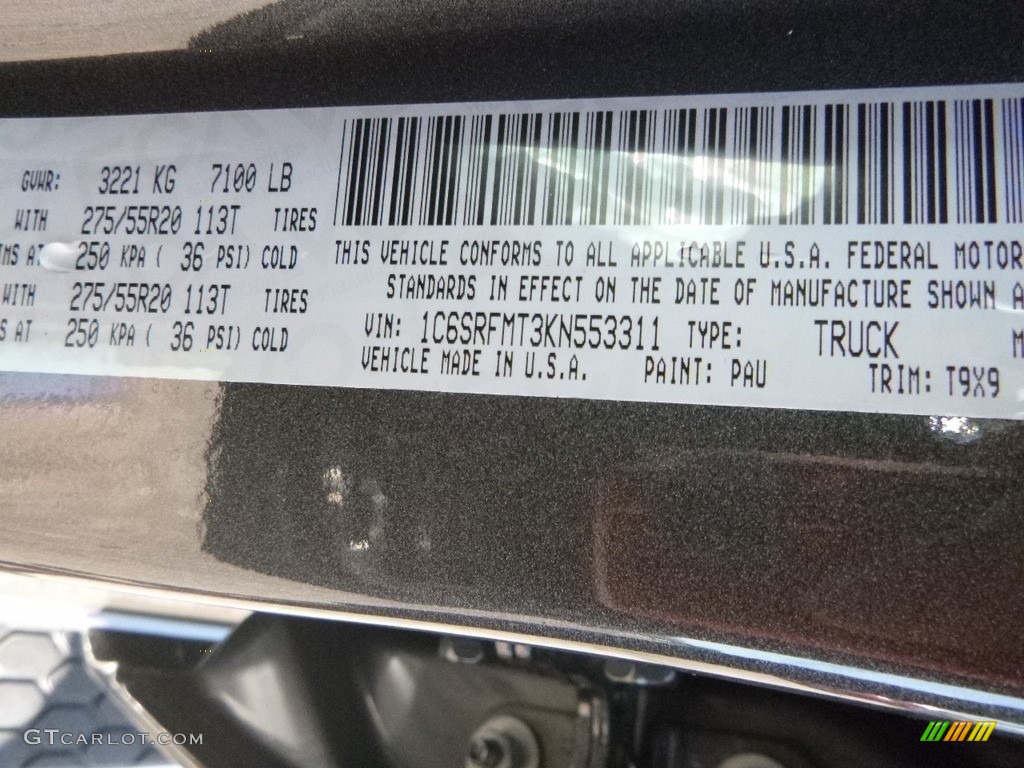 GVWR: 3221 KG 7100 LB
WITH 275/55R20 113T TIRES
MS AT 250 KPA ( 36 PSI) COLD
WITH 275/55R20 113T TIRES
S AT 250 KPA ( 36 PSI) COLD
THIS VEHICLE CONFORMS TO ALL APPLICABLE U.S.A. FEDERAL MOTOR
STANDARDS IN EFFECT ON THE DATE OF MANUFACTURE SHOWN A
VIN: 1C6SRFMT3KN553311 TYPE: TRUCK M
VEHICLE MADE IN U.S.A. PAINT: PAU TRIM: T9X9
GTCARLOT.COM